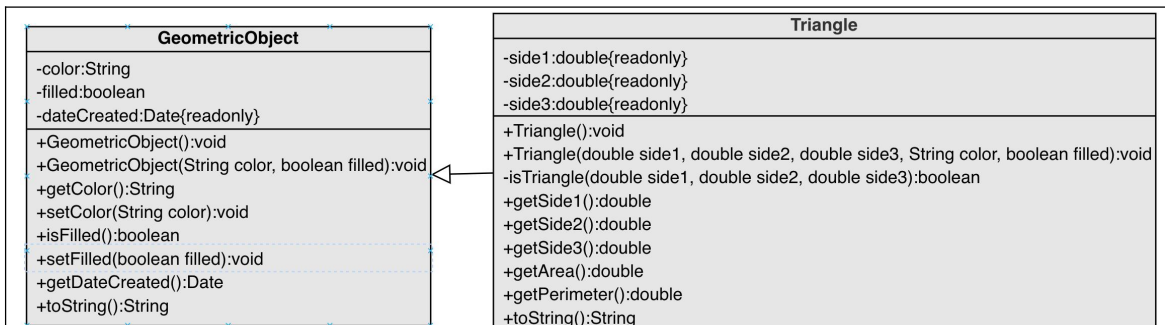 GeometricObject
-color:String
-filled:boolean
-dateCreated:Date{readonly}
+GeometricObject():void
+GeometricObject(String color, boolean filled):void
+getColor():String
+setColor(String color):void
+isFilled():boolean
+setFilled(boolean filled):void
+getDateCreated():Date
+toString():String
Triangle
-side1:double{readonly}
-side2:double{readonly}
-side3:double{readonly}
+Triangle():void
+Triangle(double side1, double side2, double side3, String color, boolean filled):void
-isTriangle(double side1, double side2, double side3):boolean
+getSide1():double
+getSide2():double
+getSide3():double
+getArea():double
+getPerimeter():double
+toString():String